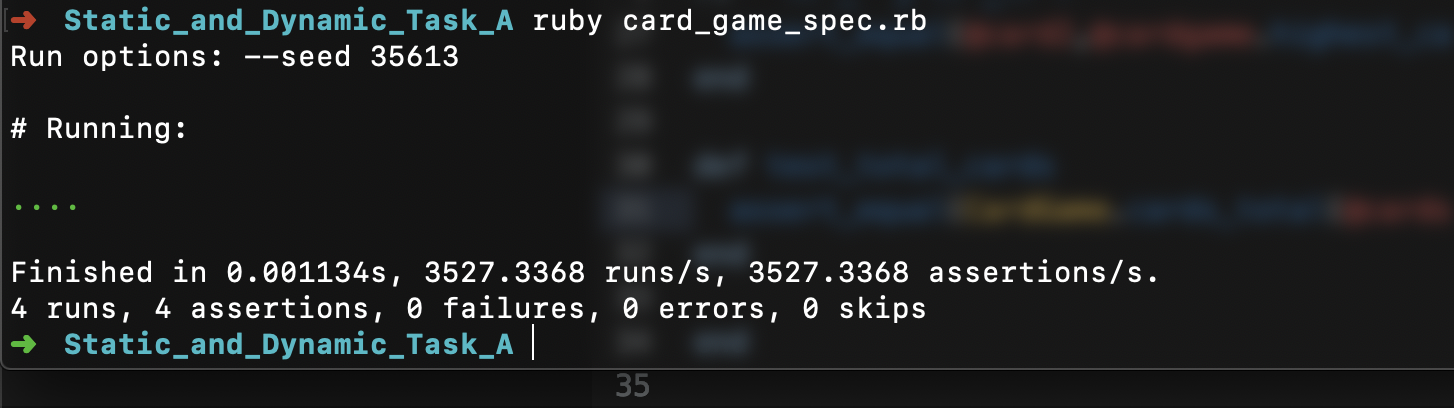 ➜ Static_and_Dynamic_Task_A ruby card_game_spec.rb
Run options: --seed 35613
# Running:
....
Finished in 0.001134s, 3527.3368 runs/s, 3527.3368 assertions/s.
4 runs, 4 assertions, 0 failures, 0 errors, 0 skips
➜ Static_and_Dynamic_Task_A
35